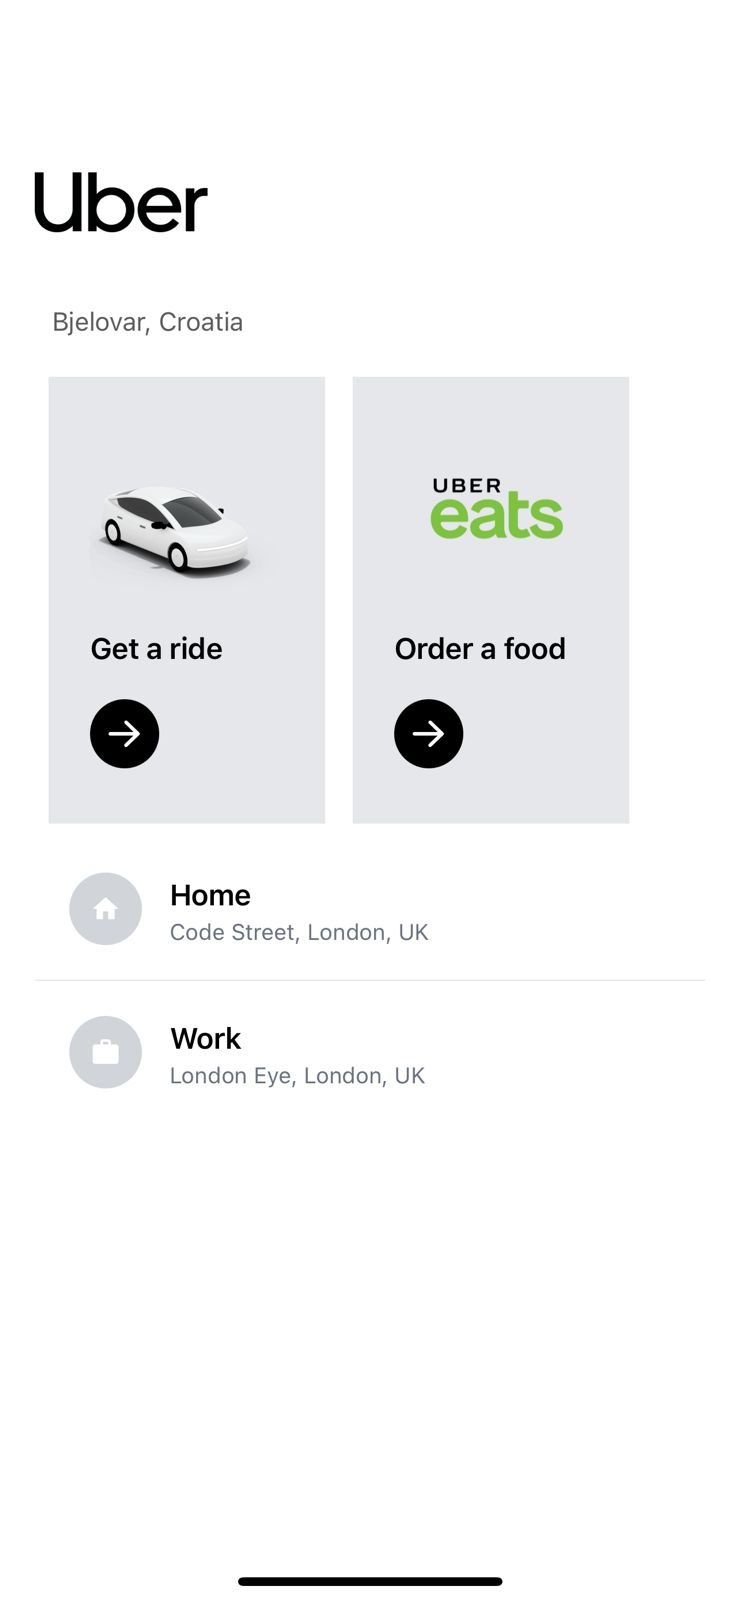 Uber
Bjelovar, Croatia
UBER
eats
Get a ride
Order a food
Home
Code Street, London, UK
Work
London Eye, London, UK